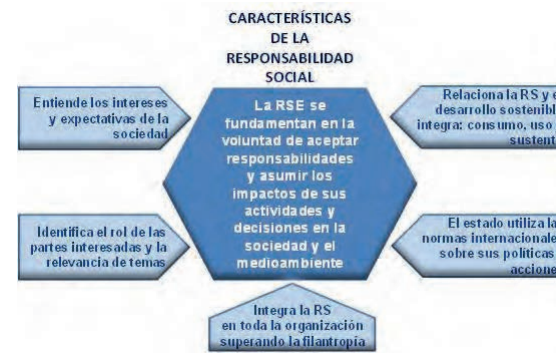 CARACTERÍSTICAS
DE LA
RESPONSABILIDAD
SOCIAL
Entiende los intereses
y expectativas de la
sociedad
La RSE se
fundamentan en la
voluntad de aceptar
responsabilidades
y asumir los
impactos de sus
actividades y
decisiones en la
sociedad y el
medioambiente
Relaciona la RS y
desarrollo
integra: consumo, uso
Identifica el rol de las
partes interesadas y la
relevancia de temas
El estado utiliza
normas
sobre sus políticas
Integra la RS
en toda la organización
superando la filantropía